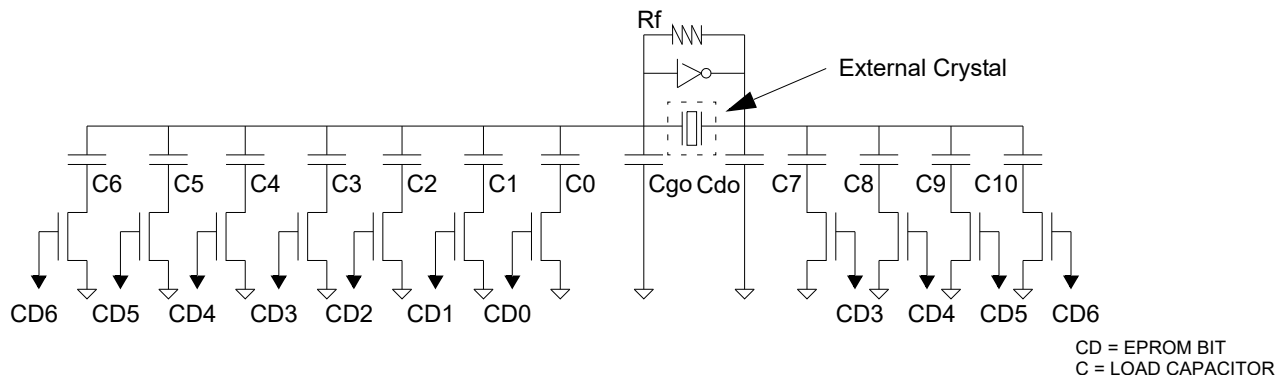 Rf
External Crystal
C6 C5 C4 C3 C2 C1 C0 Cgo Cdo C7 C8 C9 C10
CD6 CD5 CD4 CD3 CD2 CD1 CD0 CD3 CD4 CD5 CD6
CD = EPROM BIT
C = LOAD CAPACITOR